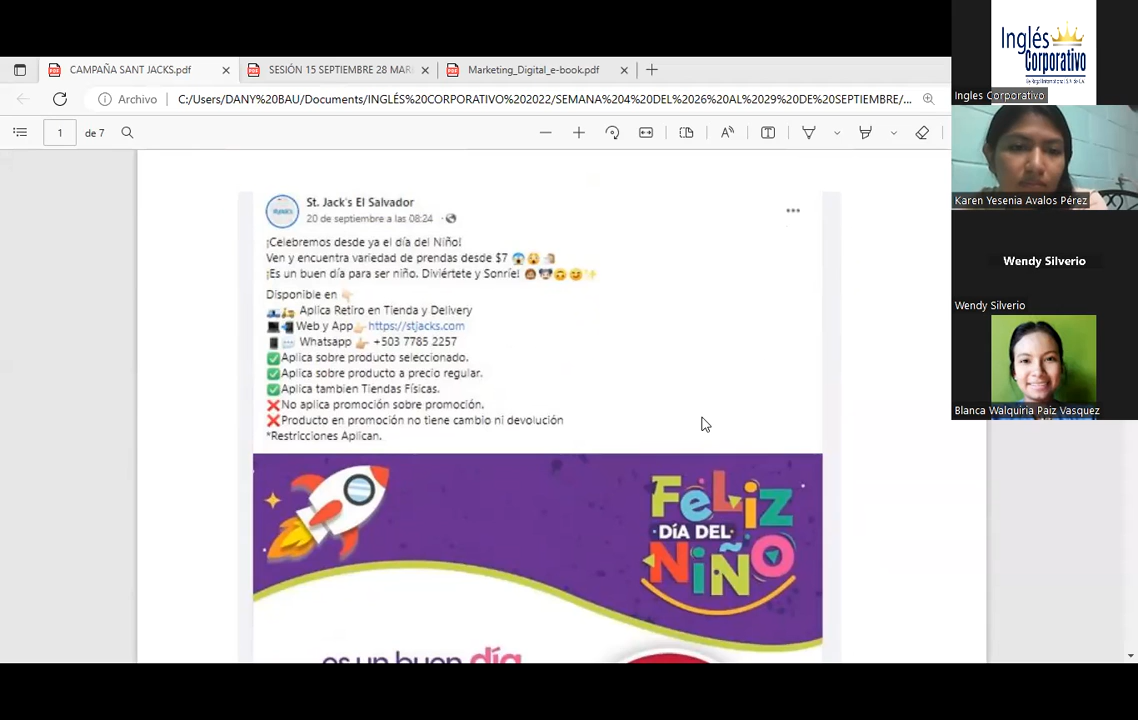 CAMPAÑA SANT JACKS.pdf
SESIÓN 15 SEPTIEMBRE 28 MAR
Marketing_Digital_e-book.pdf
Archivo
C:/Users/DANY%20BAU/Documents/INGLÉS%20CORPORATIVO%202022/SEMANA%204%20DEL%2026%20AL%2029%20DE%20SEPTIEMBRE/...
1
de 7
St. Jack's El Salvador
20 de septiembre a las 08:24
¡Celebremos desde ya el día del Niño!
Ven y encuentra variedad de prendas desde $7
¡Es un buen día para ser niño. Diviértete y Sonríe!
Disponible en
Aplica Retiro en Tienda y Delivery
Web y App https://stjacks.com
Whatsapp +503 7785 2257
Aplica sobre producto seleccionado.
Aplica sobre producto a precio regular.
Aplica tambien Tiendas Físicas.
No aplica promoción sobre promoción.
Producto en promoción no tiene cambio ni devolución
*Restricciones Aplican.
FeLiz
DÍA DEL
NIÑO
es un buen día
Inglés
Corporativo
Ingles Corporativo
Karen Yesenia Avalos Pérez
Wendy Silverio
Wendy Silverio
Blanca Walquiria Paiz Vasquez